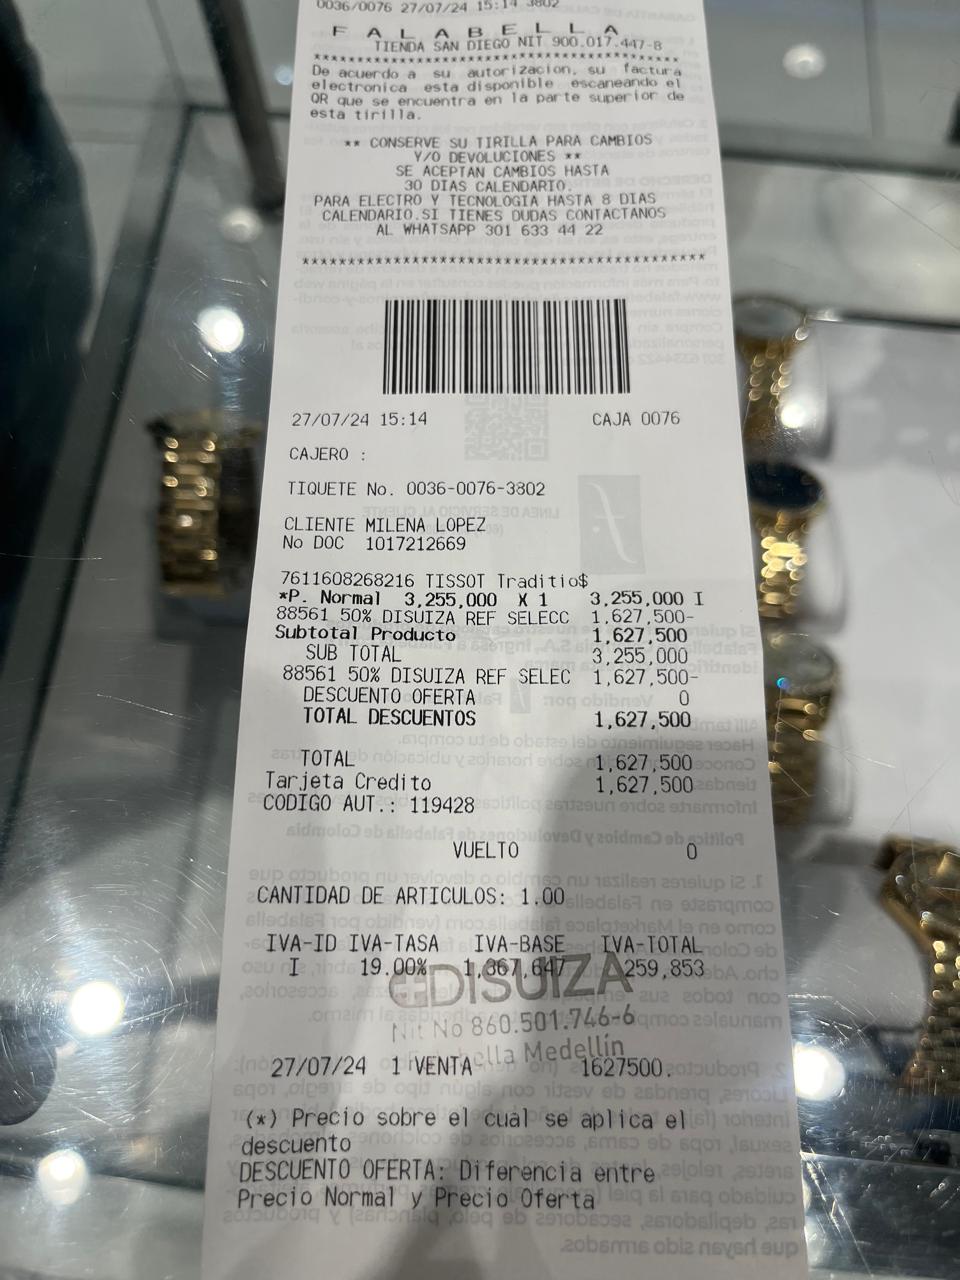 0036/0076 27/07/24 15:14 3802
F A L A B E L L A
TIENDA SAN DIEGO NIT 900.017.447-8
****************************************
De acuerdo a su autorizacion, su factura
electronica esta disponible escaneando el
QR que se encuentra en la parte superior de
esta tirilla.
** CONSERVE SU TIRILLA PARA CAMBIOS
Y/O DEVOLUCIONES **
SE ACEPTAN CAMBIOS HASTA
30 DIAS CALENDARIO.
PARA ELECTRO Y TECNOLOGIA HASTA 8 DIAS
CALENDARIO.SI TIENES DUDAS CONTACTANOS
AL WHATSAPP 301 633 44 22
****************************************
27/07/24 15:14 CAJA 0076
CAJERO :
TIQUETE No. 0036-0076-3802
CLIENTE MILENA LOPEZ
No DOC 1017212669
7611608268216 TISSOT Traditio$
*P. Normal 3,255,000 X 1 3,255,000 I
88561 50% DISUIZA REF SELECC 1,627,500-
Subtotal Producto 1,627,500
SUB TOTAL 3,255,000
88561 50% DISUIZA REF SELEC 1,627,500-
DESCUENTO OFERTA 0
TOTAL DESCUENTOS 1,627,500
TOTAL 1,627,500
Tarjeta Credito 1,627,500
CODIGO AUT.: 119428
VUELTO 0
CANTIDAD DE ARTICULOS: 1.00
IVA-ID IVA-TASA IVA-BASE IVA-TOTAL
I 19.00% 1,367,647 259,853
DISUIZA
Nit No 860.501.746-6
Medellín
27/07/24 1 VENTA 1627500.
(*) Precio sobre el cual se aplica el
descuento
DESCUENTO OFERTA: Diferencia entre
Precio Normal y Precio Oferta